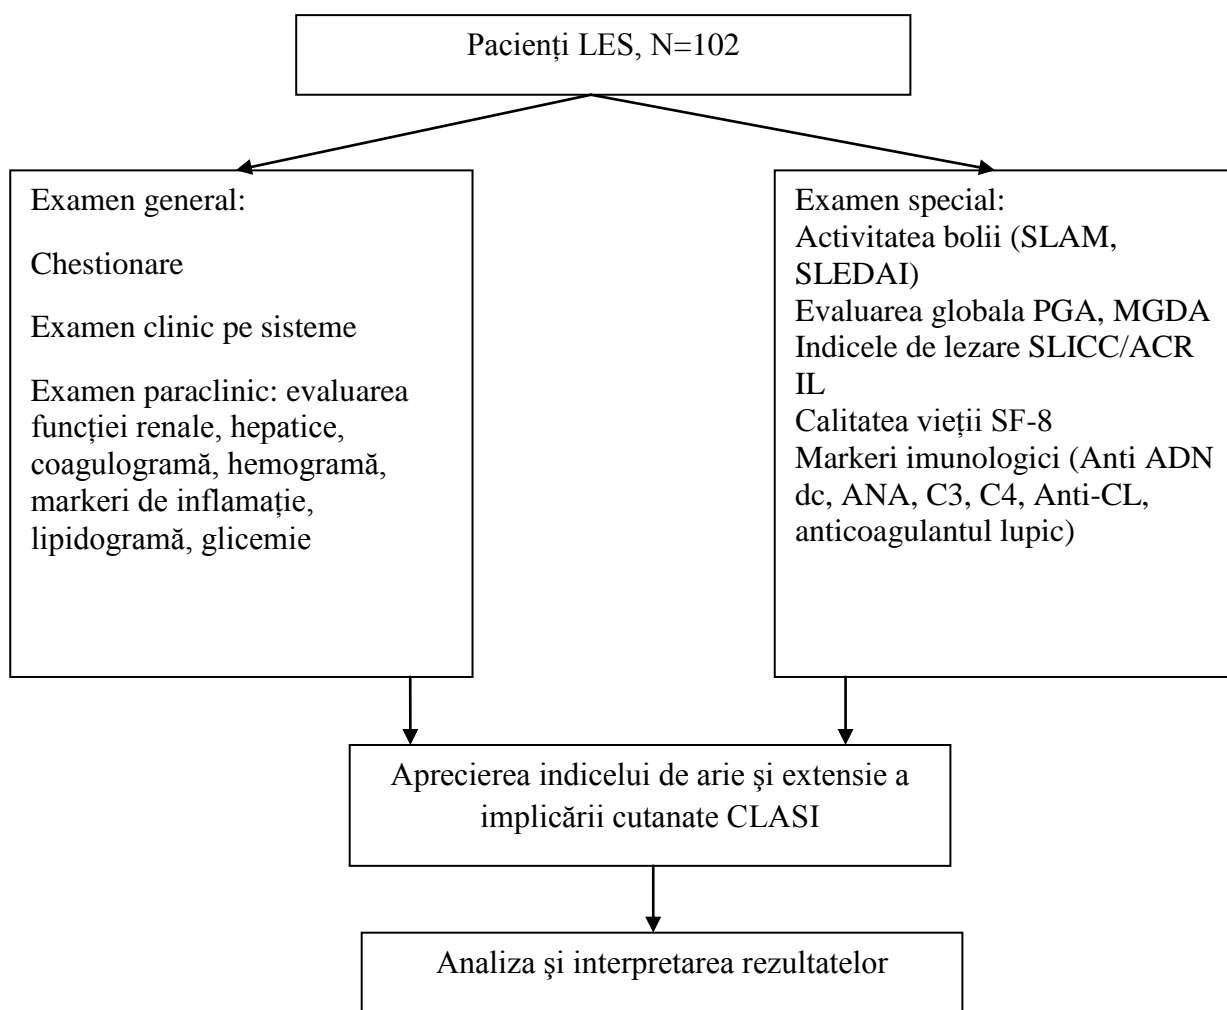 Pacienți LES, N=102
Examen general:
Chestionare
Examen clinic pe sisteme
Examen paraclinic: evaluarea
funcției renale, hepatice,
coagulogramă, hemogramă,
markeri de inflamație,
lipidogramă, glicemie
Examen special:
Activitatea bolii (SLAM,
SLEDAI)
Evaluarea globala PGA, MGDA
Indicele de lezare SLICC/ACR
IL
Calitatea vieții SF-8
Markeri imunologici (Anti ADN
dc, ANA, C3, C4, Anti-CL,
anticoagulantul lupic)
Aprecierea indicelui de arie şi extensie a
implicării cutanate CLASI
Analiza şi interpretarea rezultatelor